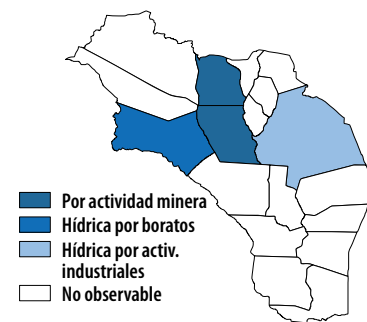 Por actividad minera
Hídrica por boratos
Hídrica por activ.
industriales
No observable